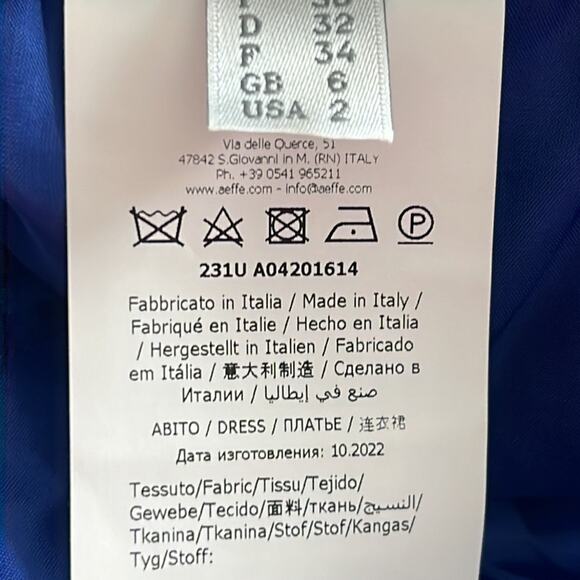 D 32
F 34
GB 6
USA 2
Via delle Querce, 51
47842 S.Giovanni in M. (RN) ITALY
Ph. +39 0541 965211
www.aeffe.com - info@aeffe.com
P
231U A04201614
Fabbricato in Italia / Made in Italy /
Fabriqué en Italie / Hecho en Italia
/ Hergestellt in Italien / Fabricado
em Itália / 意大利制造 / Сделано в
Италии / صنع في إيطاليا
ABITO / DRESS / ПЛАТЬЕ / 连衣裙
Дата изготовления: 10.2022
Tessuto/Fabric/Tissu/Tejido/
Gewebe/Tecido/面料/ткань/النسيج/
Tkanina/Tkanina/Stof/Stof/Kangas/
Tyg/Stoff: